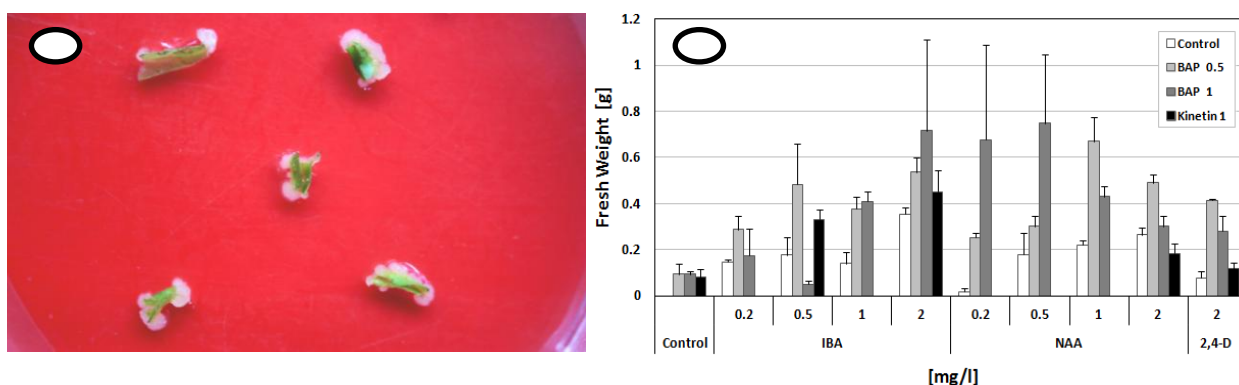 1.2
1
0.8
0.6
0.4
0.2
0
Fresh Weight [g]
Control
BAP 0.5
BAP 1
Kinetin 1
0.2 0.5 1 2 0.2 0.5 1 2 2
Control IBA NAA 2,4-D
[mg/l]